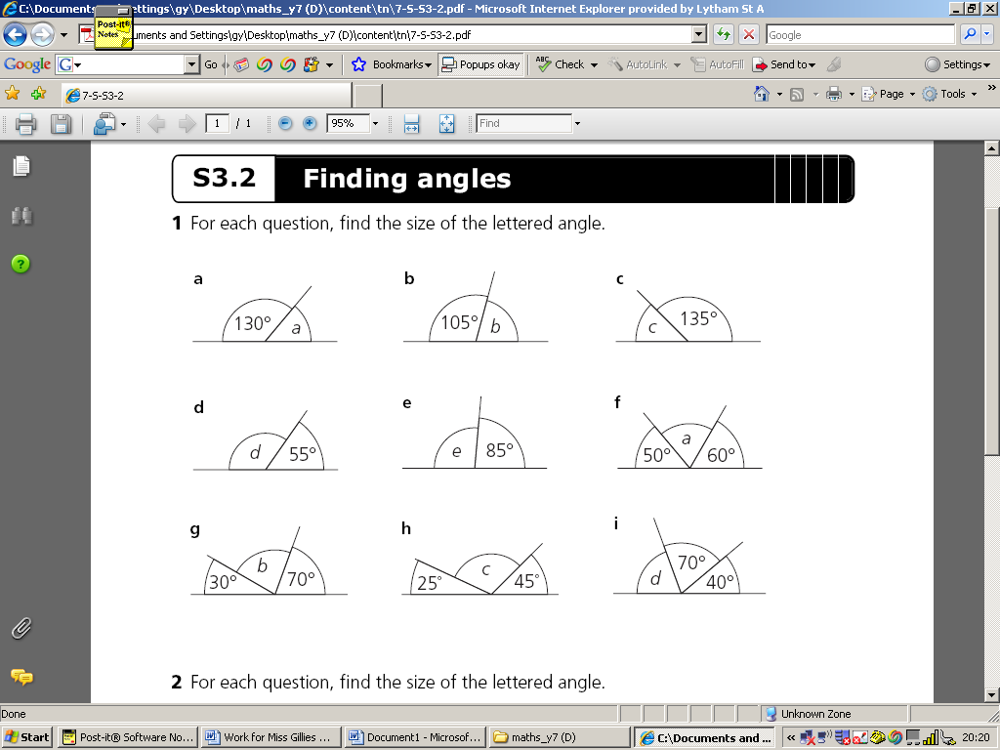 C:\Documents and Settings\gy\Desktop\maths_y7 (D)\content\tn\7-S-S3-2.pdf - Microsoft Internet Explorer provided by Lytham St A
Post-it®
Notes
uments and Settings\gy\Desktop\maths_y7 (D)\content\tn\7-S-S3-2.pdf
Google
Google
G
Go
Bookmarks
Popups okay
ABC
Check
AutoLink
AutoFill
Send to
Settings
7-S-S3-2
Page
Tools
1 / 1
95%
Find
S3.2 Finding angles
1 For each question, find the size of the lettered angle.
a b c
130° a 105° b c 135°
d e f
d 55° e 85° 50° a 60°
g h i
30° b 70° 25° c 45° d 70° 40°
2 For each question, find the size of the lettered angle.
Done
Unknown Zone
Start
Post-it® Software No...
Work for Miss Gillies ...
Document1 - Microsof...
maths_y7 (D)
C:\Documents and ...
20:20